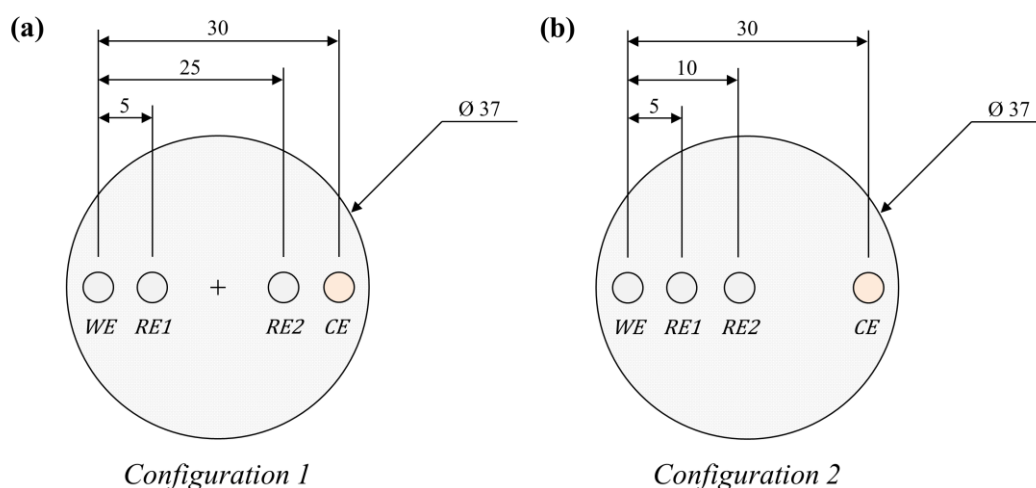 (a)
30
25
5
Ø 37
WE
RE1
RE2
CE
Configuration 1
(b)
30
10
5
Ø 37
WE
RE1
RE2
CE
Configuration 2